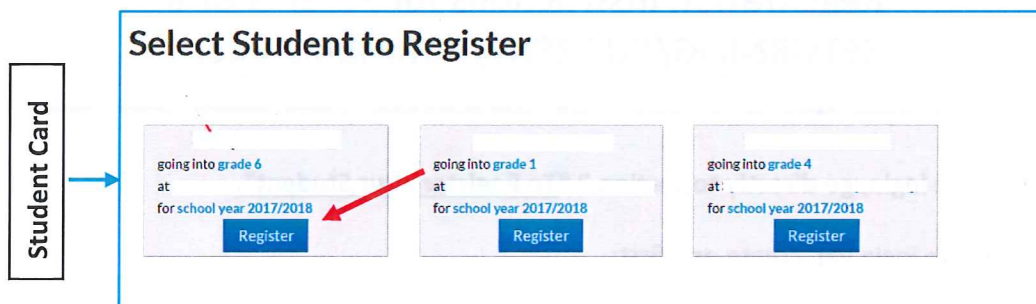 Student Card
Select Student to Register
going into grade 6
at
for school year 2017/2018
Register
going into grade 1
at
for school year 2017/2018
Register
going into grade 4
at
for school year 2017/2018
Register